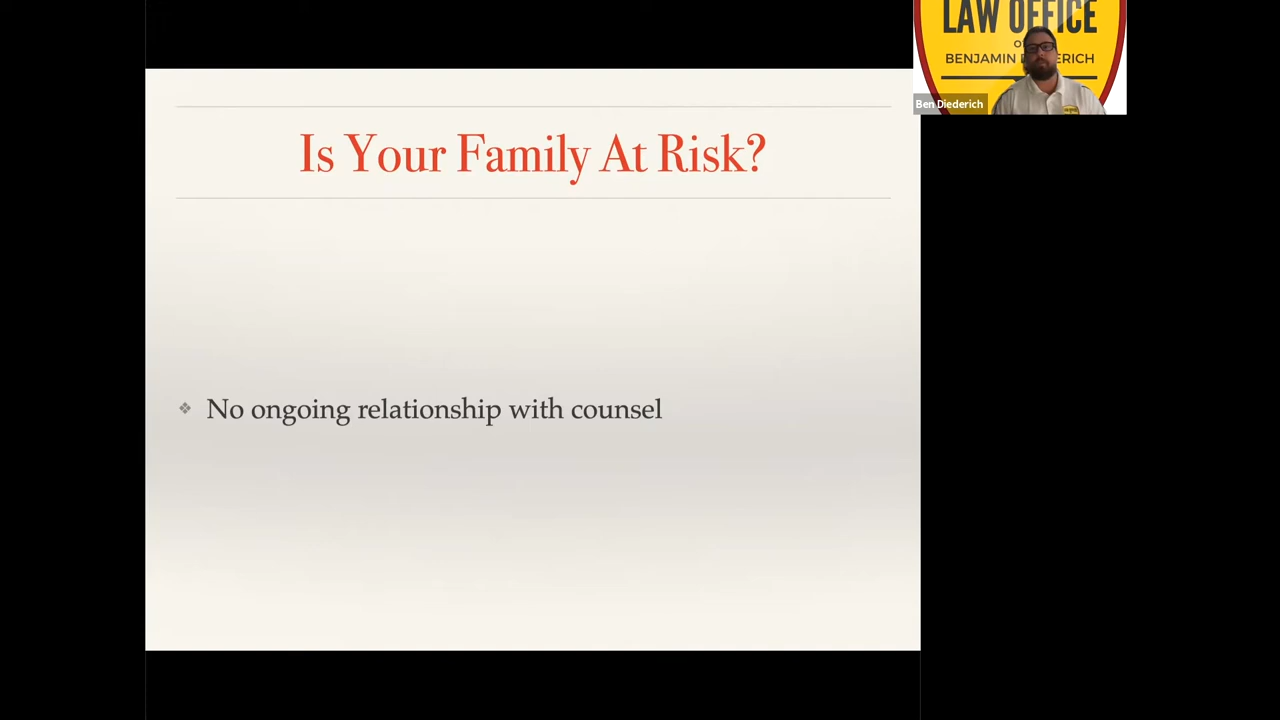 Is Your Family At Risk?
No ongoing relationship with counsel
LAW OFFICE
BENJAMIN
Ben Diederich